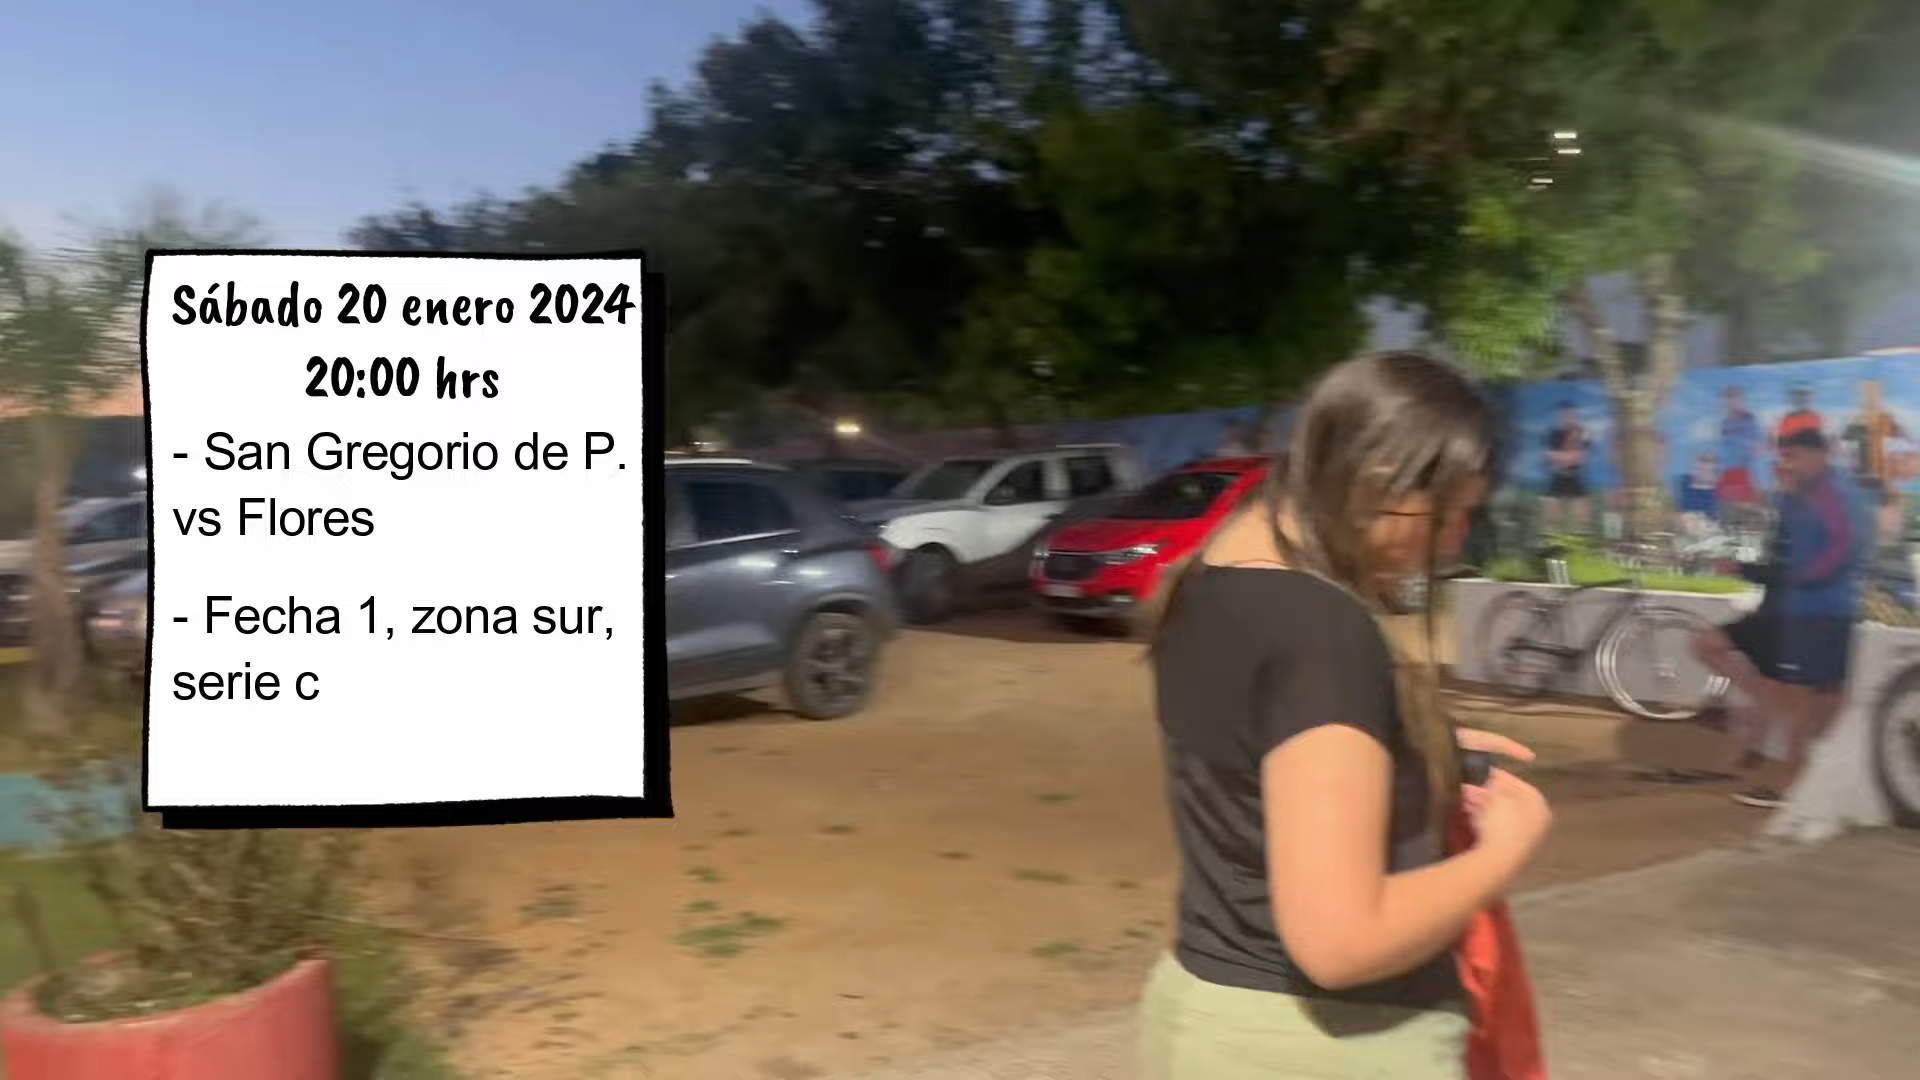 Sábado 20 enero 2024
20:00 hrs
- San Gregorio de P.
vs Flores
- Fecha 1, zona sur,
serie c